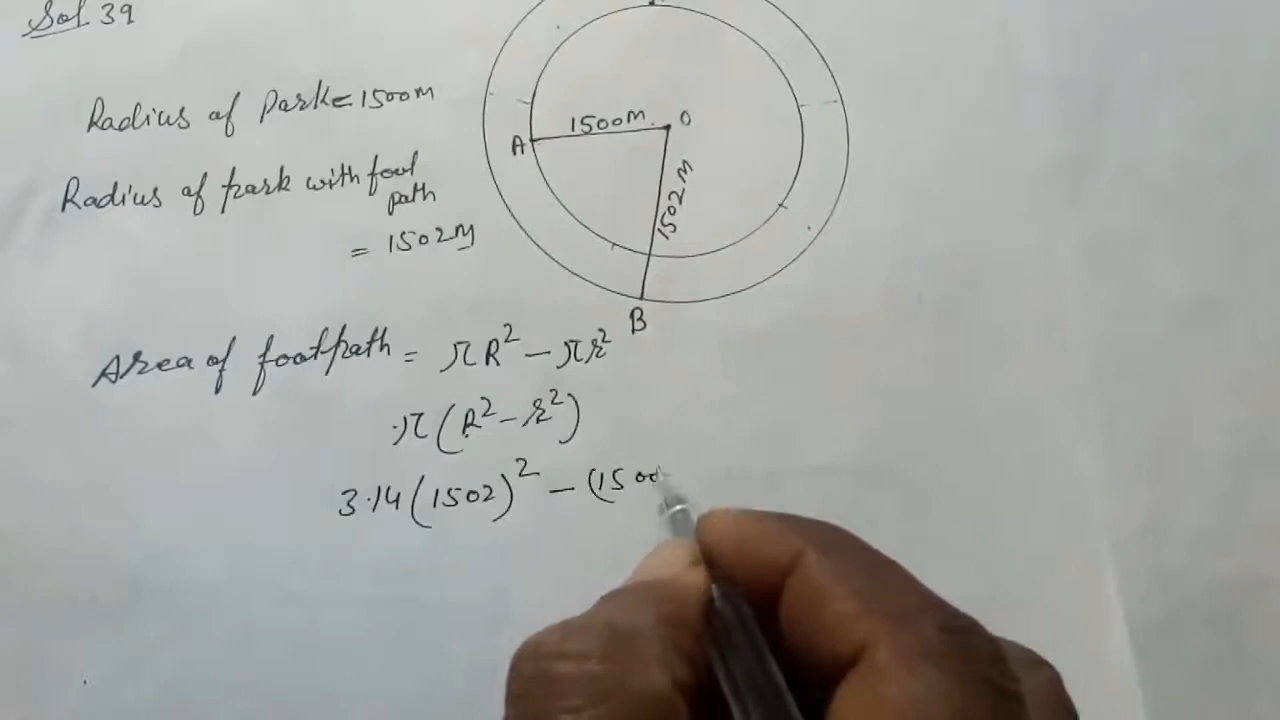 Sol 39
Radius of Park = 1500m
Radius of park with foot
path
= 1502m
1500m
O
A
1502m
B
Area of footpath = πR² - πr²
π(R² - r²)
3.14(1502)² - (1500